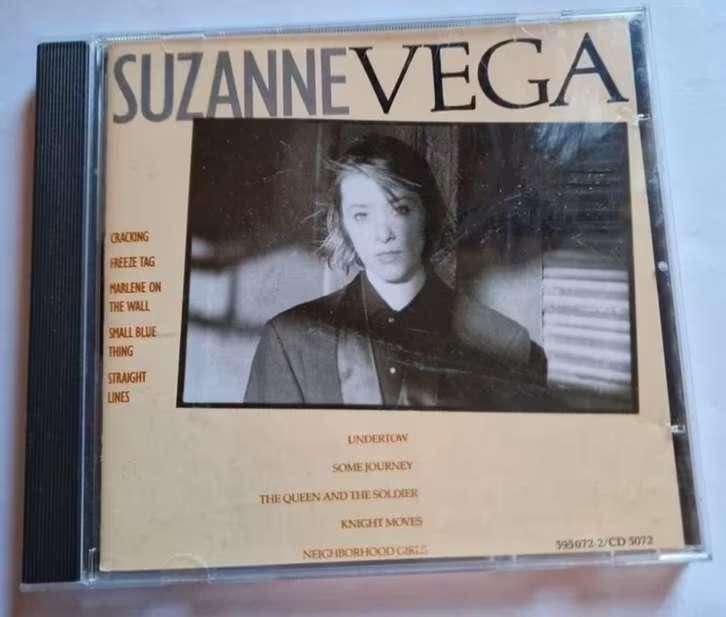 SUZANNE VEGA
CRACKING
FREEZE TAG
MARLENE ON
THE WALL
SMALL BLUE
THING
STRAIGHT
LINES
UNDERTOW
SOME JOURNEY
THE QUEEN AND THE SOLDIER
KNIGHT MOVES
NEIGHBORHOOD GIRLS
395 072-2/CD 5072